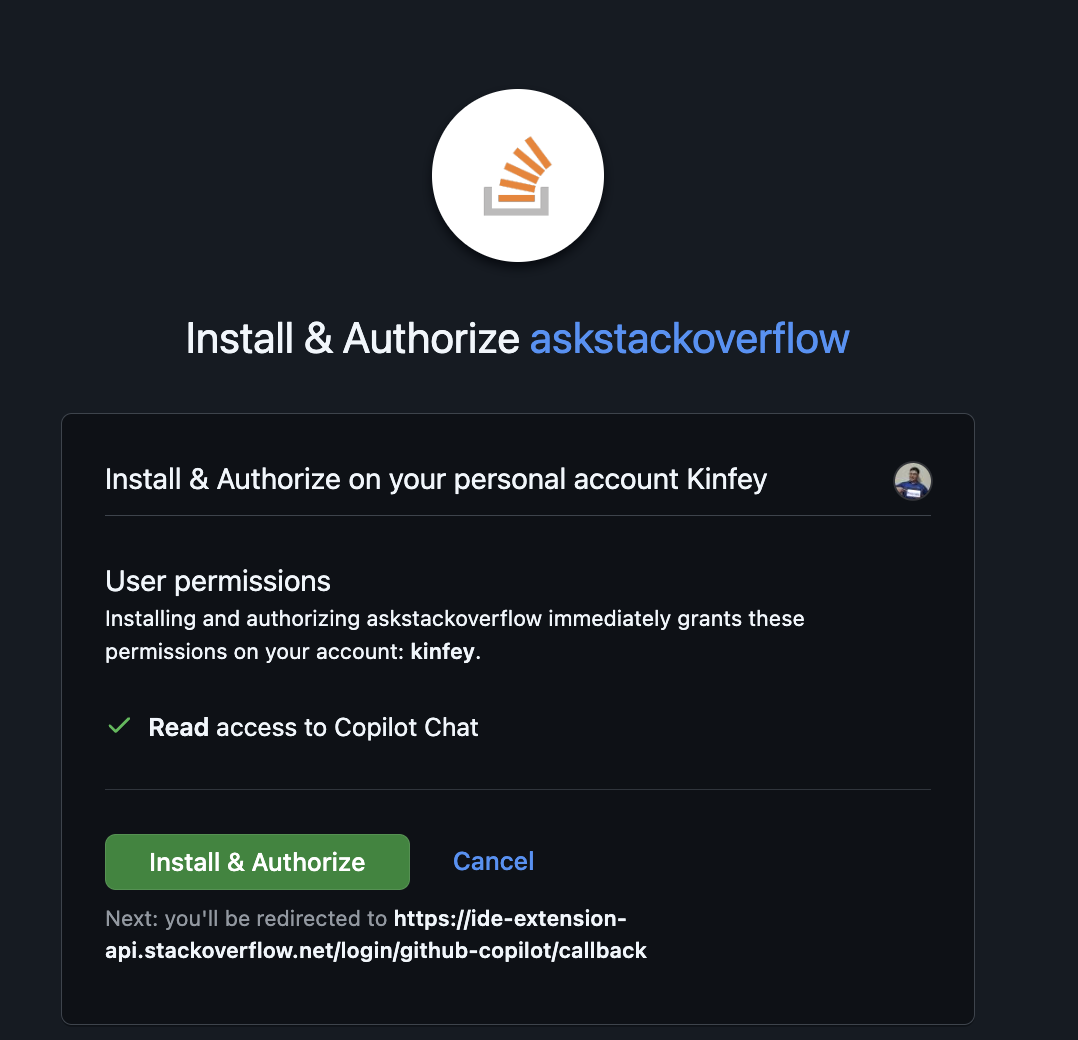 Install & Authorize askstackoverflow
Install & Authorize on your personal account Kinfey
User permissions
Installing and authorizing askstackoverflow immediately grants these
permissions on your account: kinfey.
Read access to Copilot Chat
Install & Authorize
Cancel
Next: you'll be redirected to https://ide-extension-
api.stackoverflow.net/login/github-copilot/callback